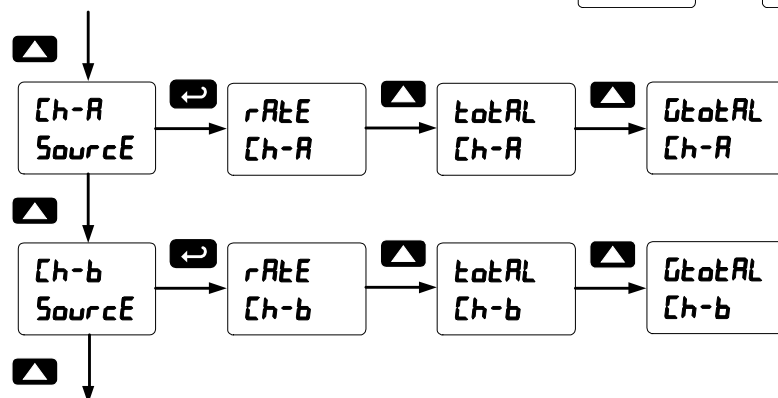 Ch-A
SourcE
rAtE
Ch-A
totAL
Ch-A
GtotAL
Ch-A
Ch-b
SourcE
rAtE
Ch-b
totAL
Ch-b
GtotAL
Ch-b